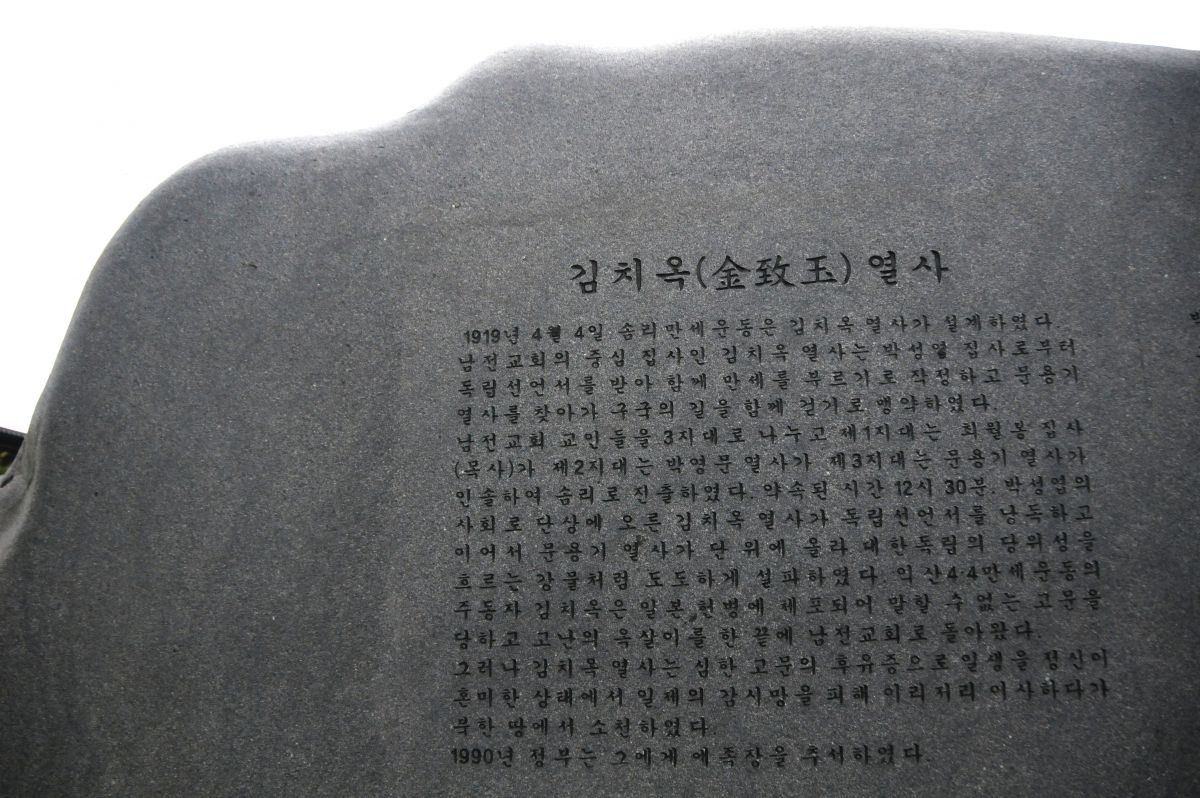 김치옥(金致玉) 열사
1919년 4월 4일 솜리만세운동은 김치옥 열사가 설계하였다.
남전교회의 중심 집사인 김치옥 열사는 박성엽 집사로부터
독립선언서를 받아 함께 만세를 부르기로 작정하고 문용기
열사를 찾아가 구국의 길을 함께 걷기로 맹약하였다.
남전교회 교인들을 3지대로 나누고 제1지대는 최월봉 집사
(목사)가 제2지대는 박영문 열사가 제3지대는 문용기 열사가
인솔하여 솜리로 진출하였다. 약속된 시간 12시 30분. 박성엽의
사회로 단상에 오른 김치옥 열사가 독립선언서를 낭독하고
이어서 문용기 열사가 단 위에 올라 대한독립의 당위성을
흐르는 강물처럼 도도하게 설파하였다. 익산4·4만세운동의
주동자 김치옥은 일본 헌병에 체포되어 말할 수 없는 고문을
당하고 고난의 옥살이를 한 끝에 남전교회로 돌아왔다.
그러나 김치옥 열사는 심한 고문의 후유증으로 일생을 정신이
혼미한 상태에서 일제의 감시망을 피해 이리저리 이사하다가
북한 땅에서 소천하였다.
1990년 정부는 그에게 애족장을 추서하였다.